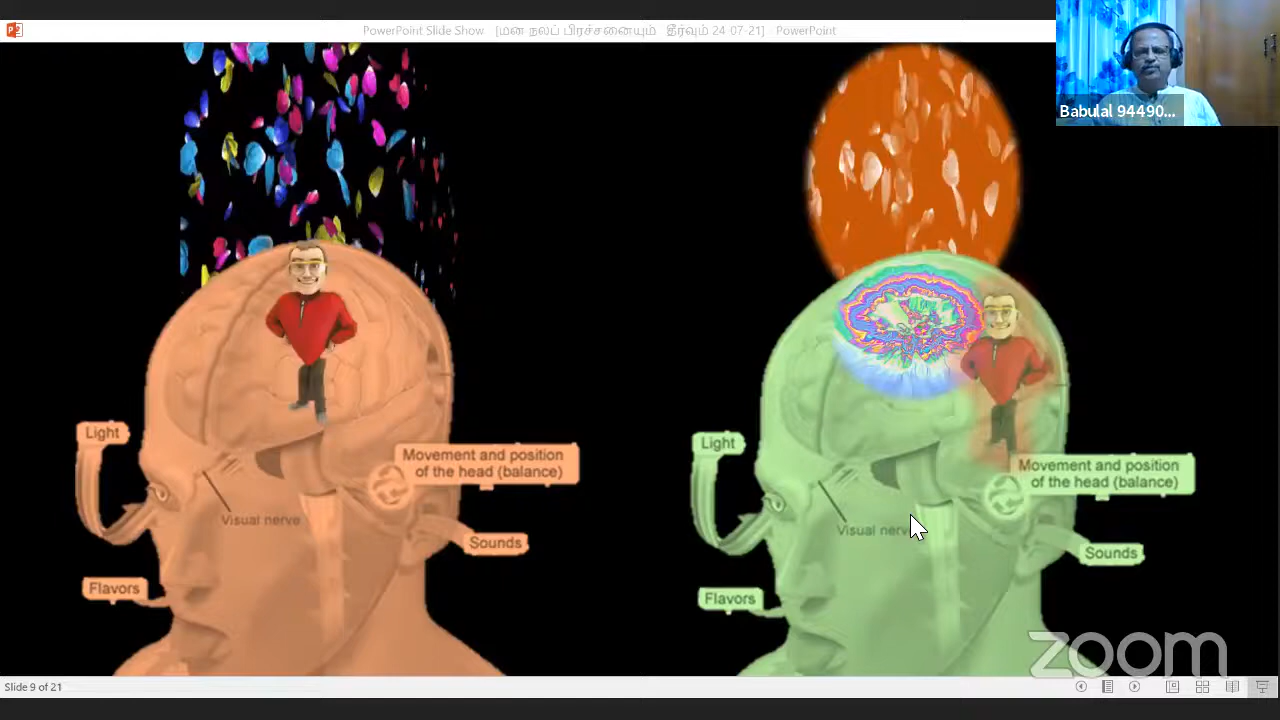 PowerPoint Slide Show - [மன நலப் பிரச்சனையும் தீர்வும் 24-07-21] - PowerPoint
Babulal 94490...
Light
Movement and position
of the head (balance)
Visual nerve
Sounds
Flavors
Light
Movement and position
of the head (balance)
Visual nerv
Sounds
Flavors
zoom
Slide 9 of 21